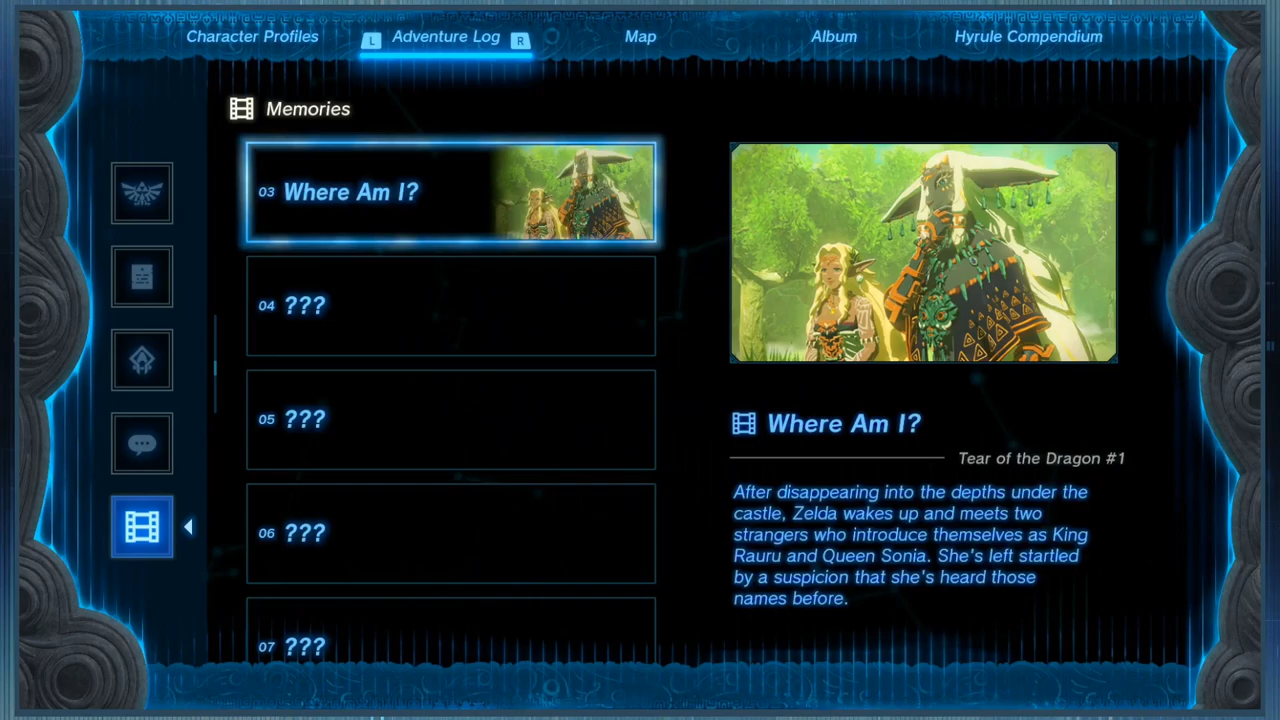 Character Profiles
L Adventure Log R
Map
Album
Hyrule Compendium
Memories
03 Where Am I?
04 ???
05 ???
06 ???
07 ???
Where Am I?
Tear of the Dragon #1
After disappearing into the depths under the
castle, Zelda wakes up and meets two
strangers who introduce themselves as King
Rauru and Queen Sonia. She's left startled
by a suspicion that she's heard those
names before.